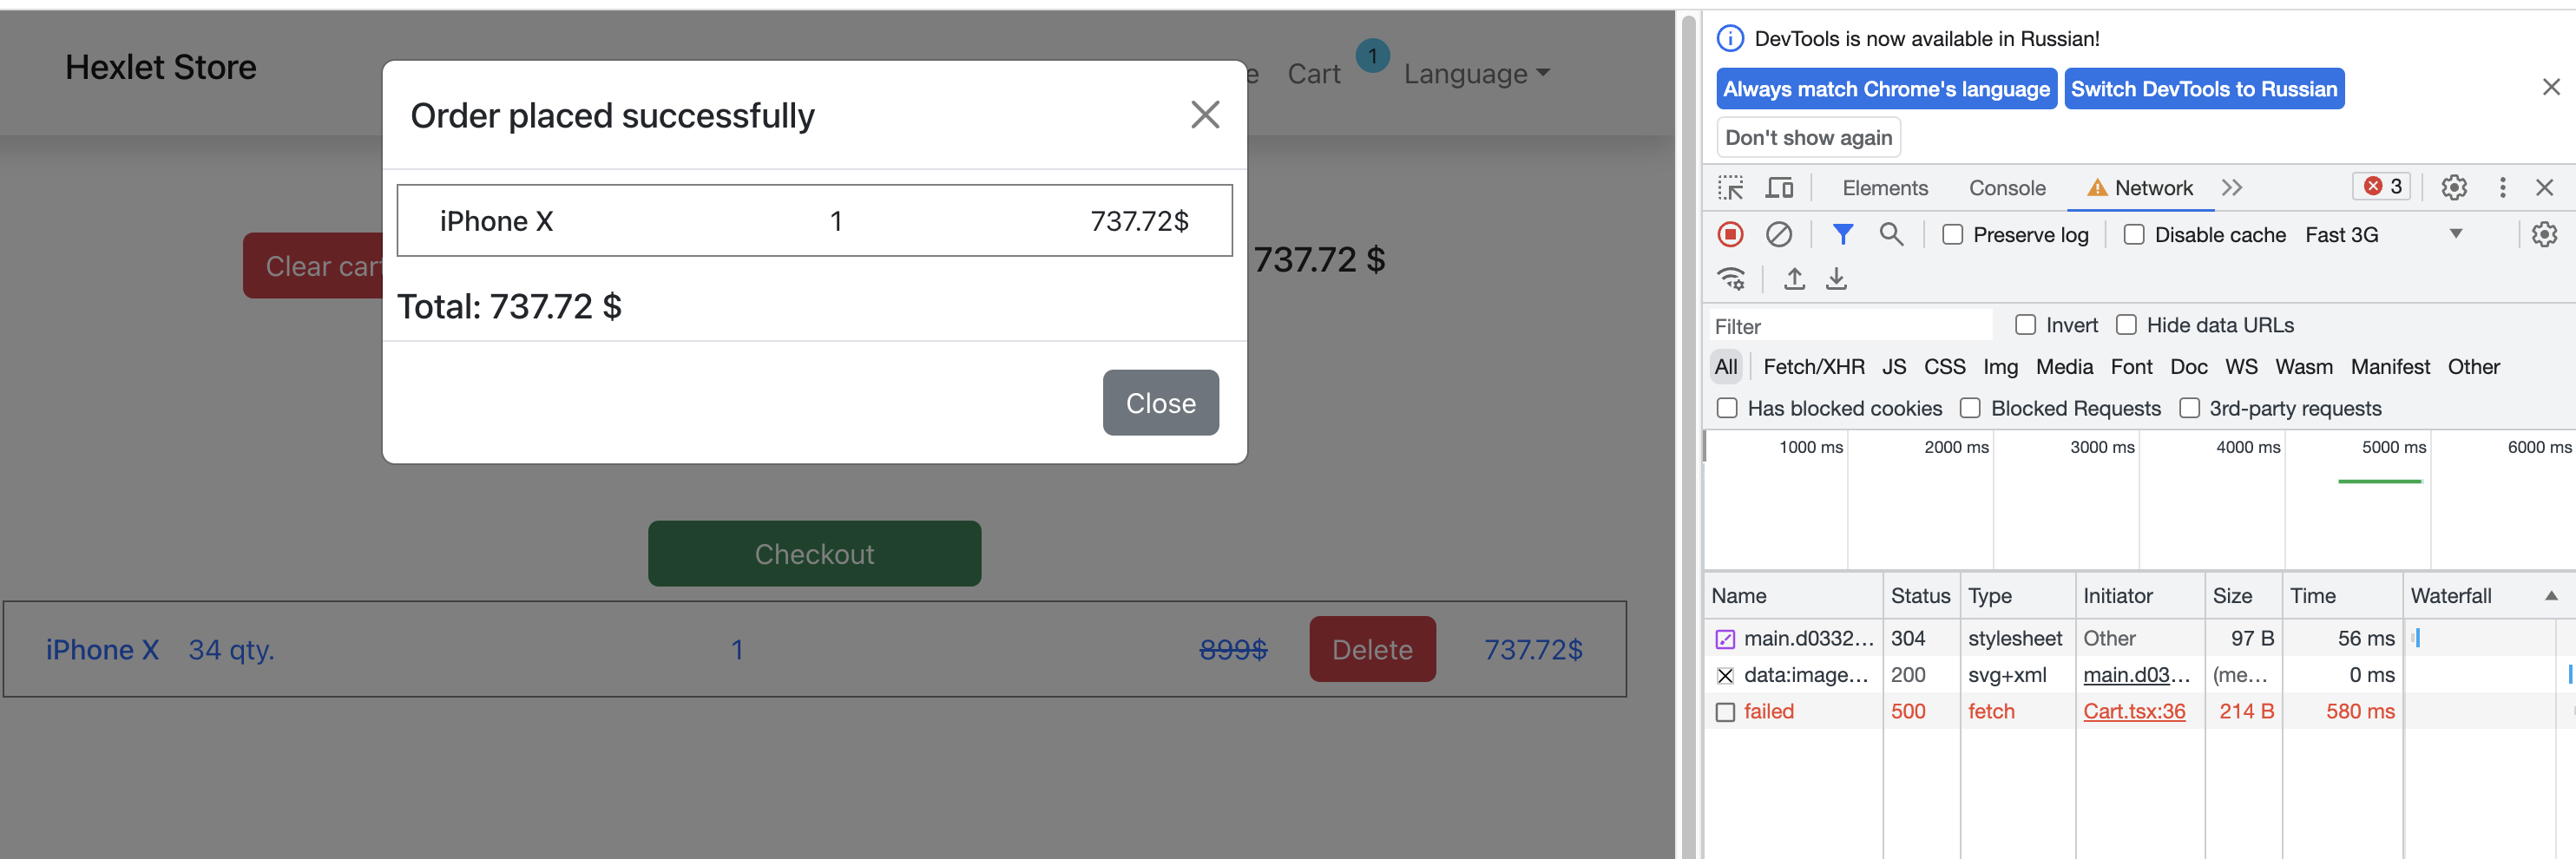 Hexlet Store
Cart 1 Language
Order placed successfully
iPhone X 1 737.72$
Total: 737.72 $
Close
Clear cart
737.72 $
Checkout
iPhone X 34 qty. 1 899$ Delete 737.72$
DevTools is now available in Russian!
Always match Chrome's language Switch DevTools to Russian
Don't show again
Elements Console Network 3
Preserve log Disable cache Fast 3G
Filter Invert Hide data URLs
All Fetch/XHR JS CSS Img Media Font Doc WS Wasm Manifest Other
Has blocked cookies Blocked Requests 3rd-party requests
1000 ms 2000 ms 3000 ms 4000 ms 5000 ms 6000 ms
Name Status Type Initiator Size Time Waterfall
main.d0332... 304 stylesheet Other 97 B 56 ms
data:image... 200 svg+xml main.d03... (me... 0 ms
failed 500 fetch Cart.tsx:36 214 B 580 ms